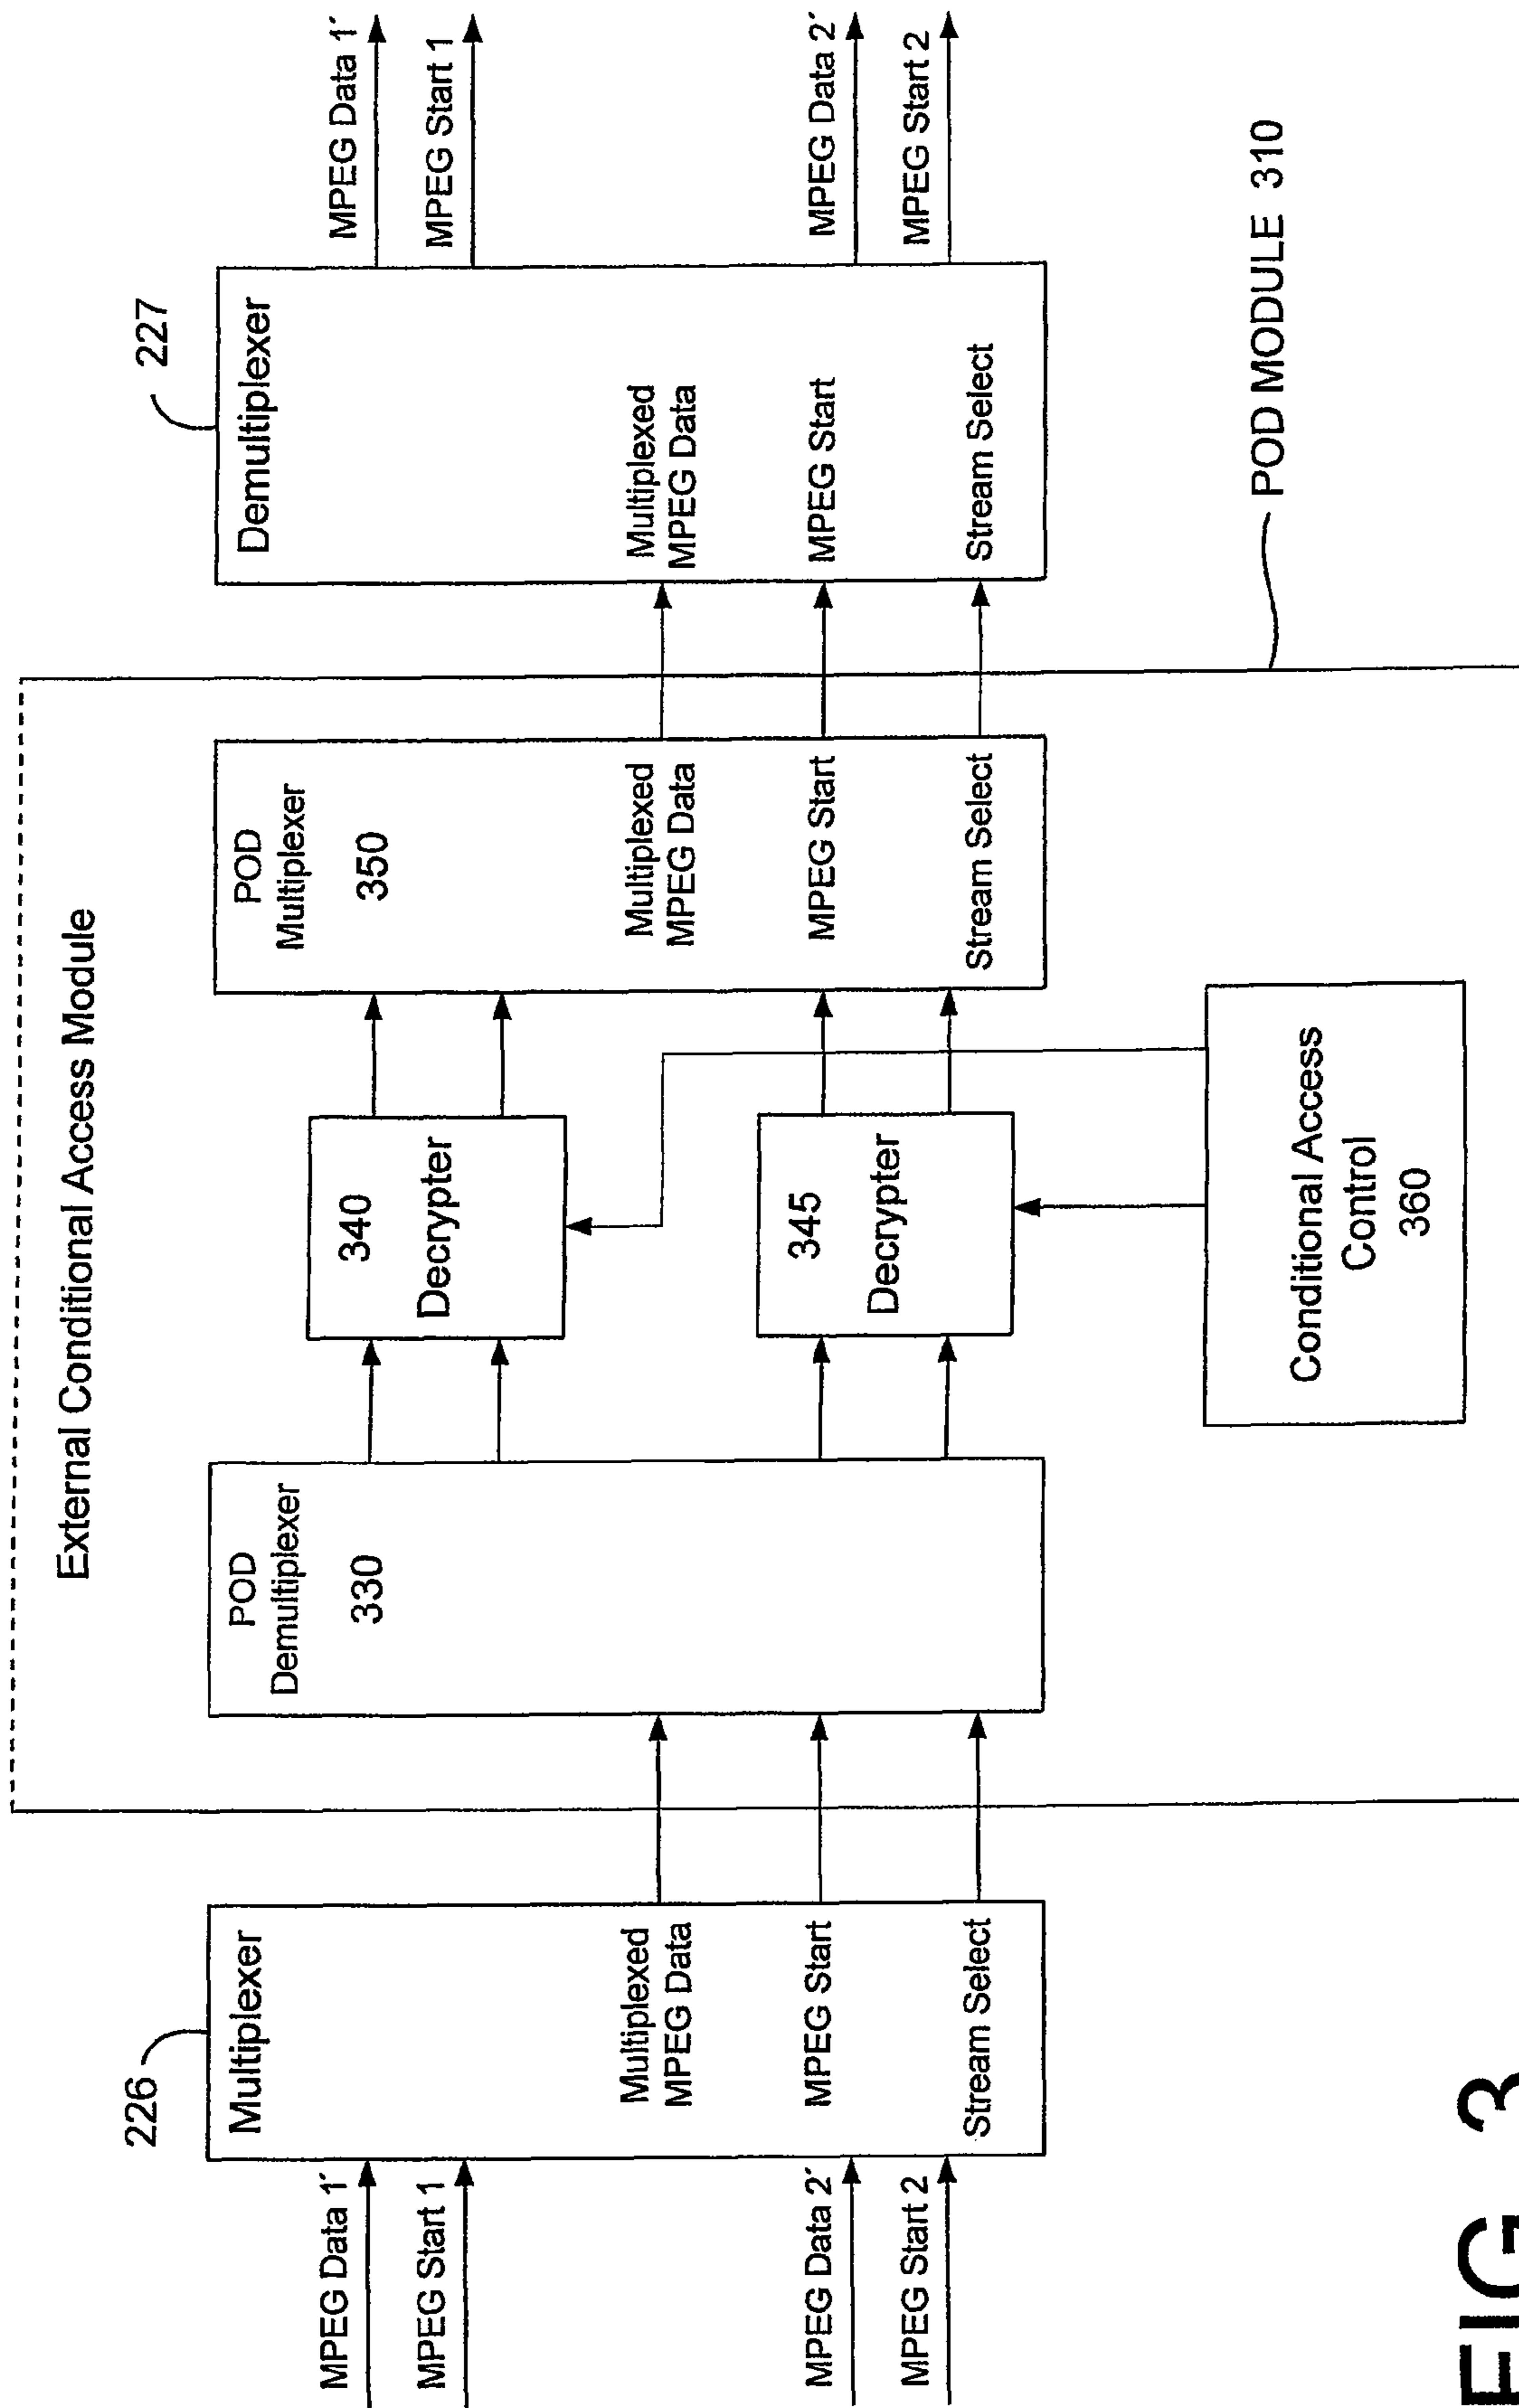 External Conditional Access Module
226
Multiplexer
MPEG Data 1´
MPEG Start 1
MPEG Data 2´
MPEG Start 2
Multiplexed
MPEG Data
MPEG Start
Stream Select
POD
Demultiplexer
330
340
Decrypter
345
Decrypter
Conditional Access
Control
360
POD
Multiplexer
350
Multiplexed
MPEG Data
MPEG Start
Stream Select
227
Demultiplexer
Multiplexed
MPEG Data
MPEG Start
Stream Select
MPEG Data 1´
MPEG Start 1
MPEG Data 2´
MPEG Start 2
POD MODULE 310
FIG 3